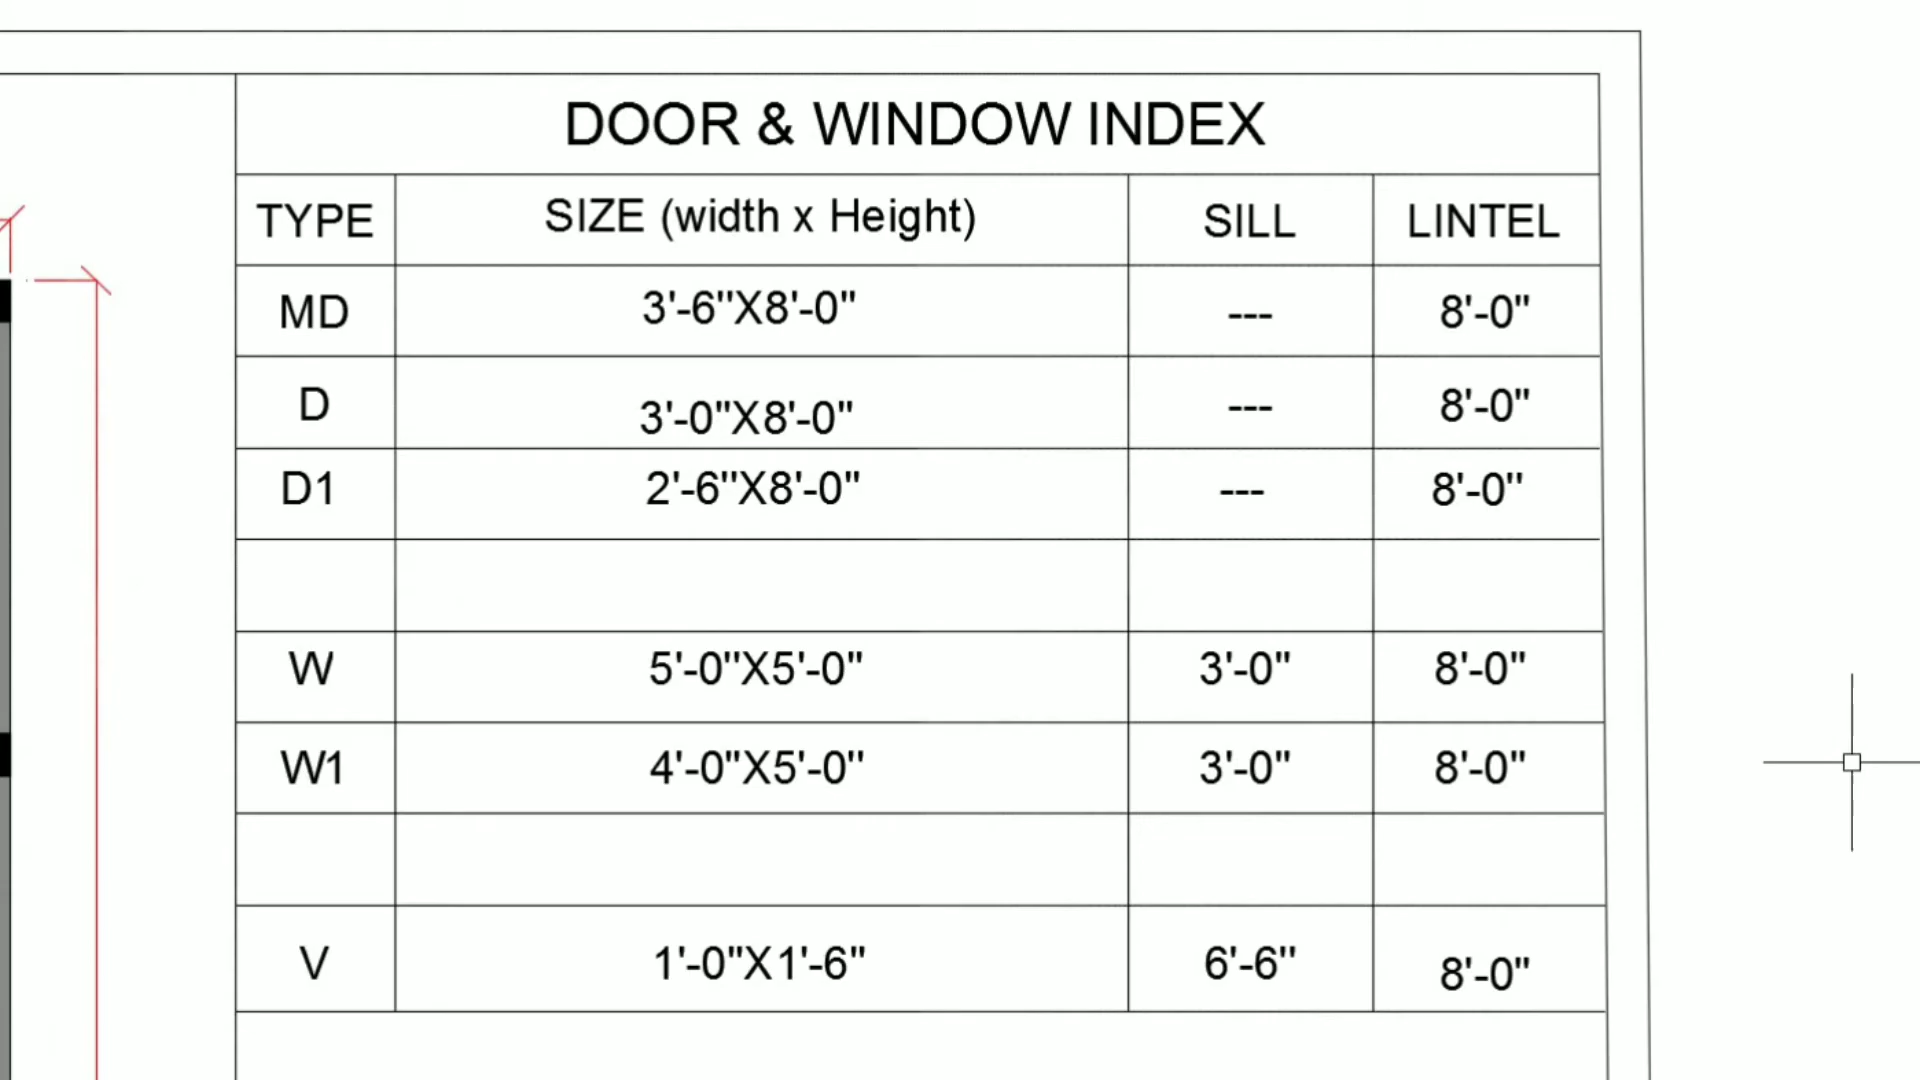 DOOR & WINDOW INDEX
TYPE SIZE (width x Height) SILL LINTEL
MD 3'-6"X8'-0" --- 8'-0"
D 3'-0"X8'-0" --- 8'-0"
D1 2'-6"X8'-0" --- 8'-0"
W 5'-0"X5'-0" 3'-0" 8'-0"
W1 4'-0"X5'-0" 3'-0" 8'-0"
V 1'-0"X1'-6" 6'-6" 8'-0"